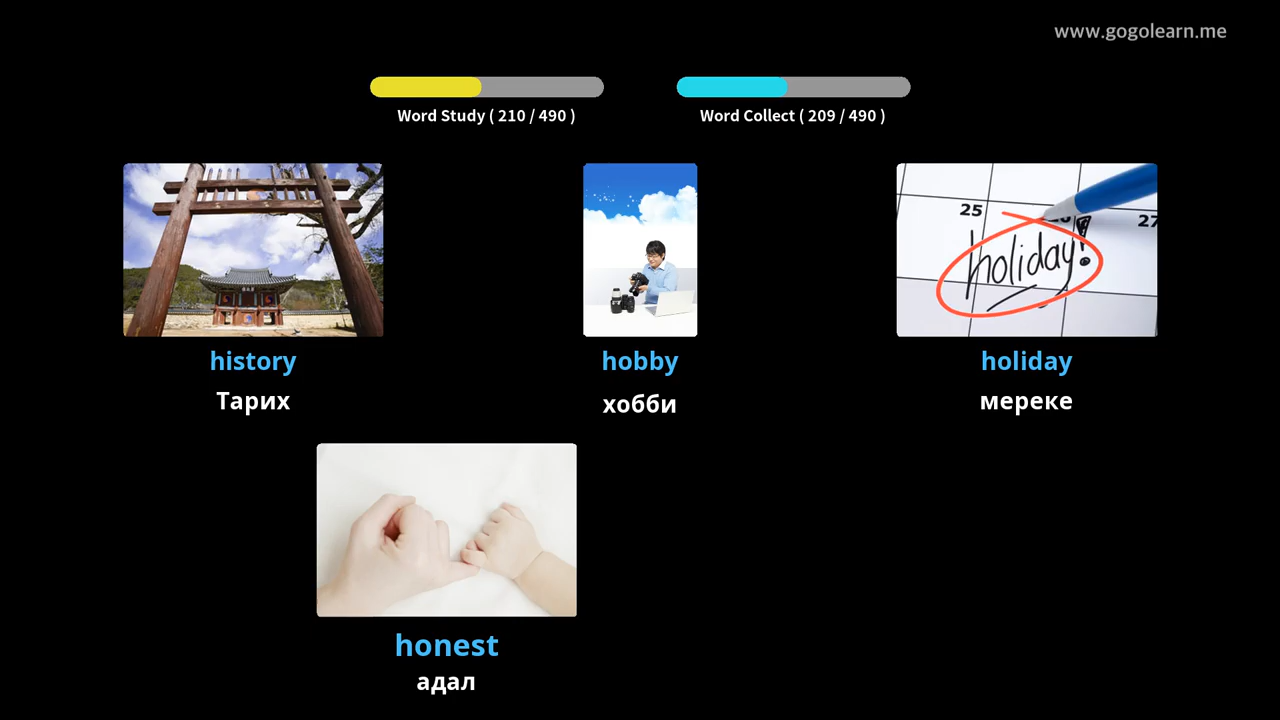 www.gogolearn.me
Word Study ( 210 / 490 )
Word Collect ( 209 / 490 )
25
27
holiday!
history
hobby
holiday
Тарих
хобби
мереке
honest
адал